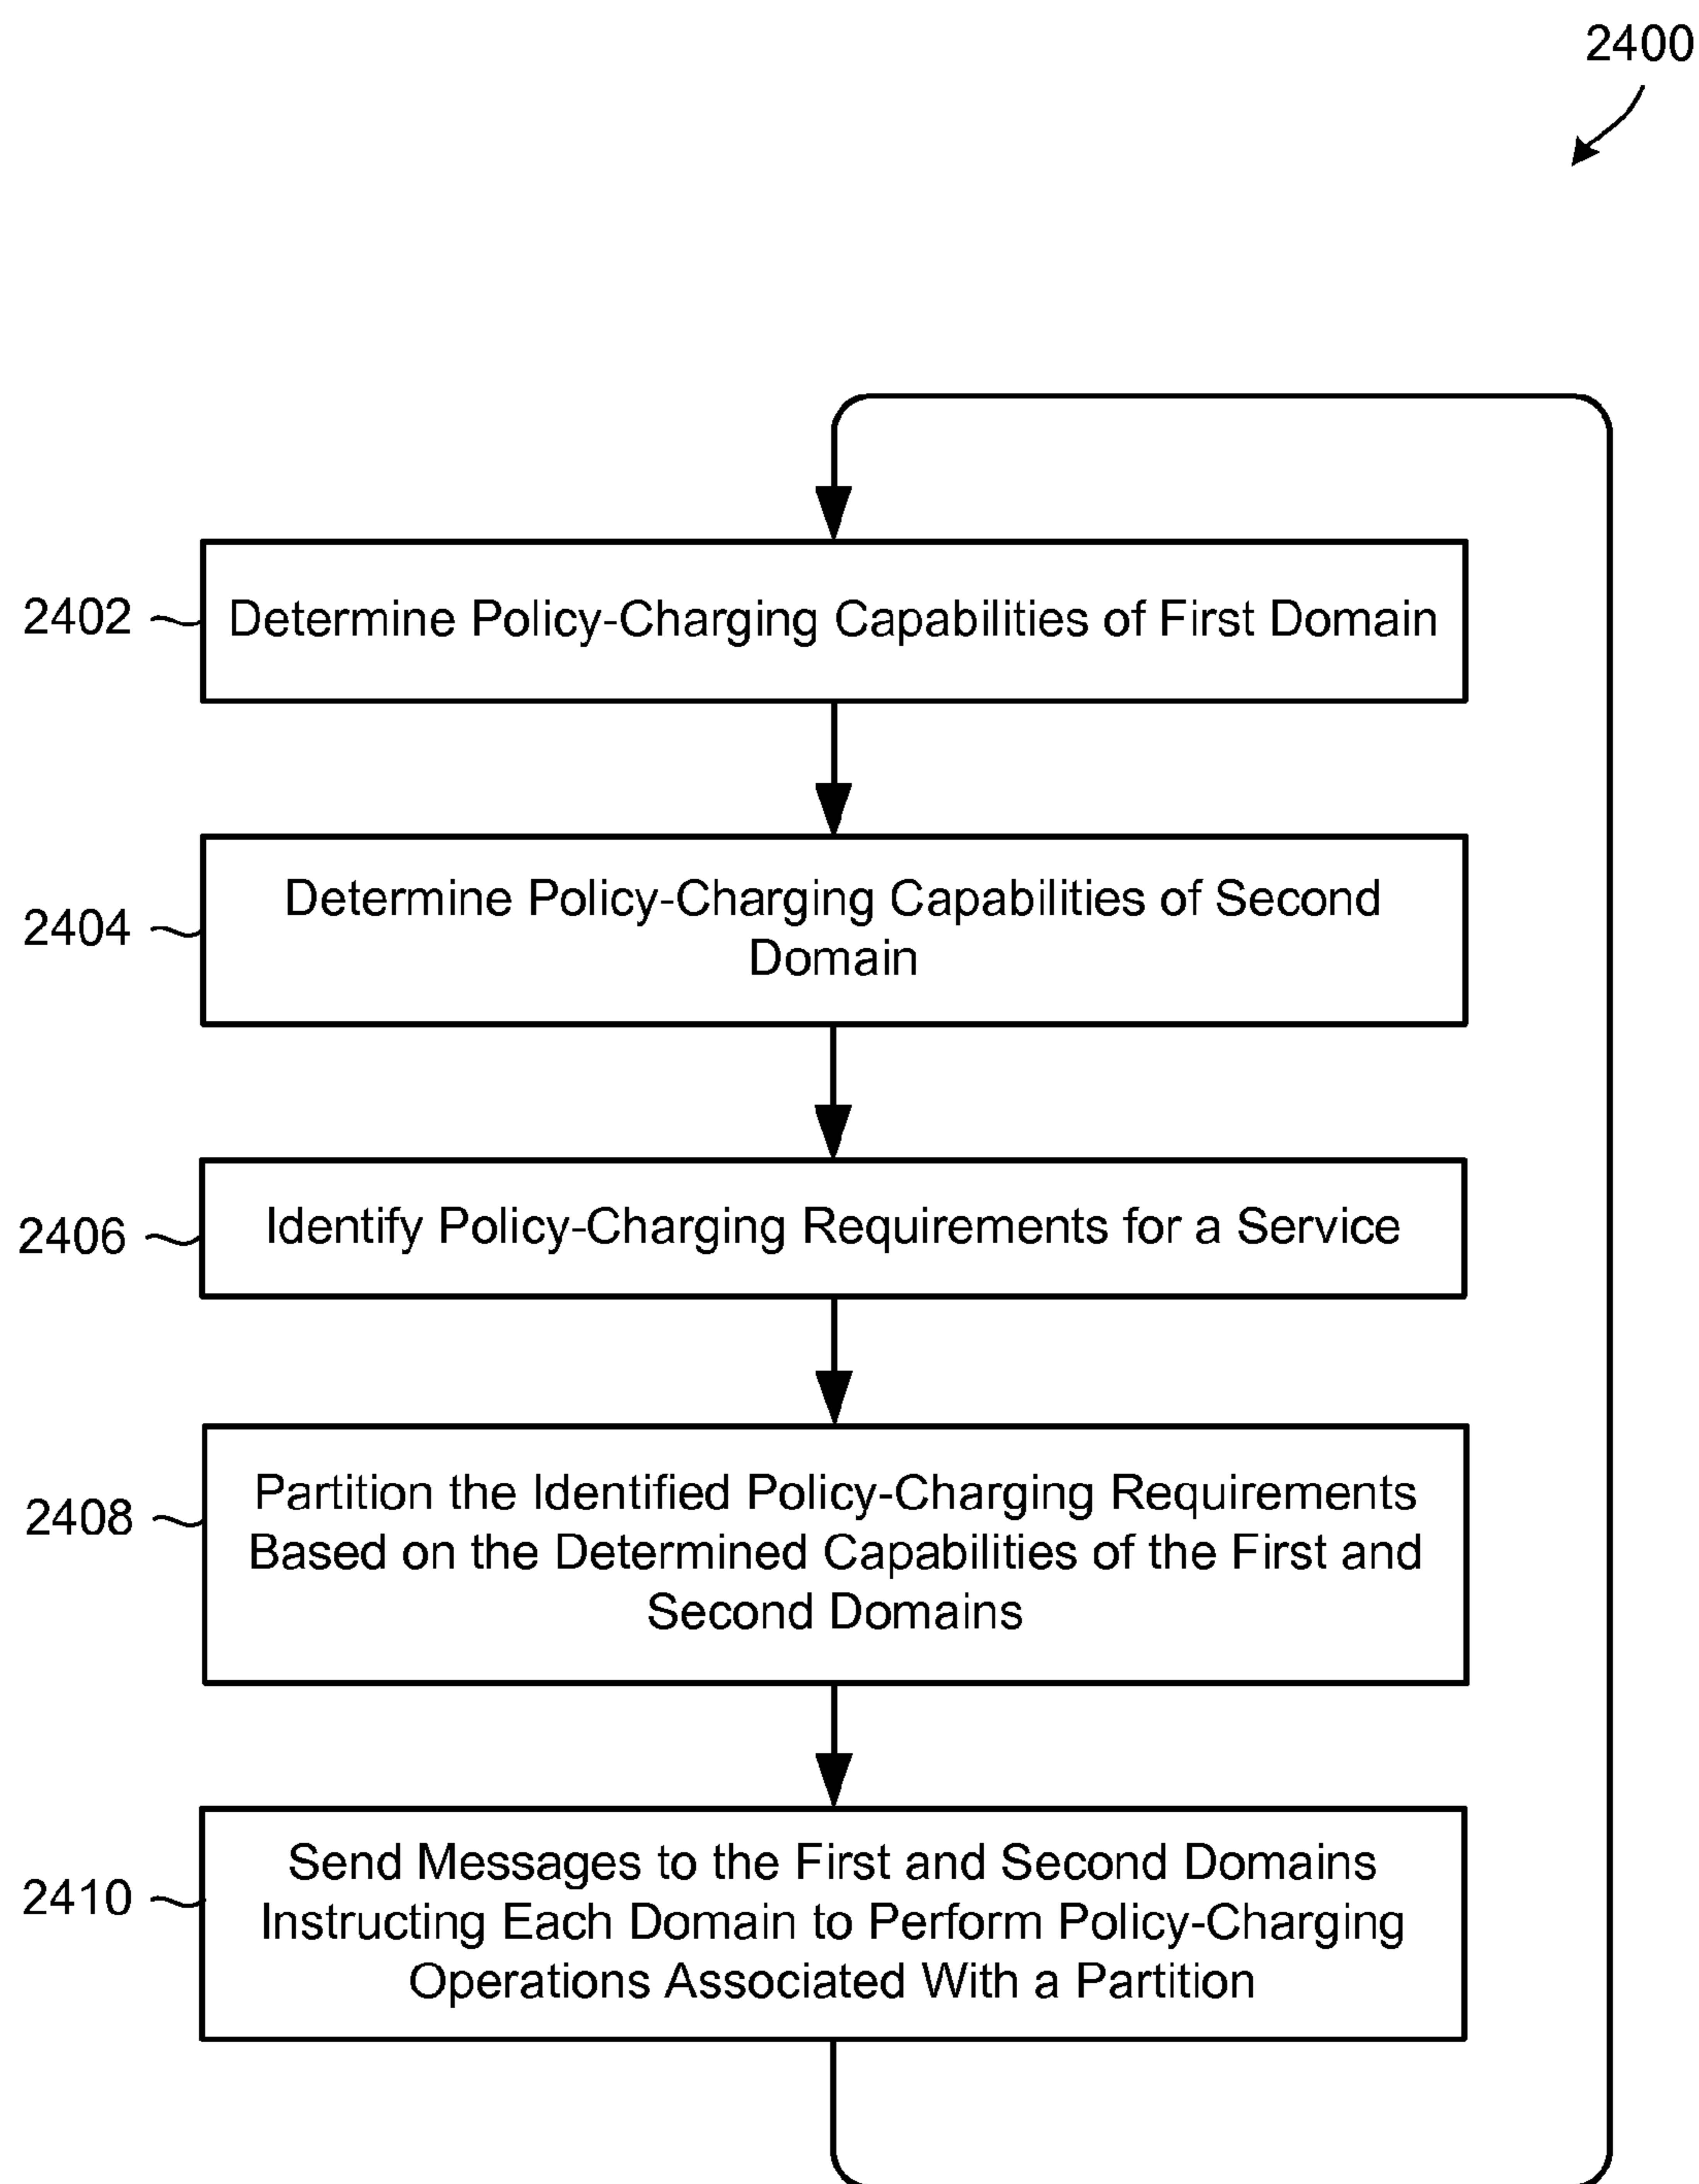 2400
2402
Determine Policy-Charging Capabilities of First Domain
2404
Determine Policy-Charging Capabilities of Second
Domain
2406
Identify Policy-Charging Requirements for a Service
2408
Partition the Identified Policy-Charging Requirements
Based on the Determined Capabilities of the First and
Second Domains
2410
Send Messages to the First and Second Domains
Instructing Each Domain to Perform Policy-Charging
Operations Associated With a Partition